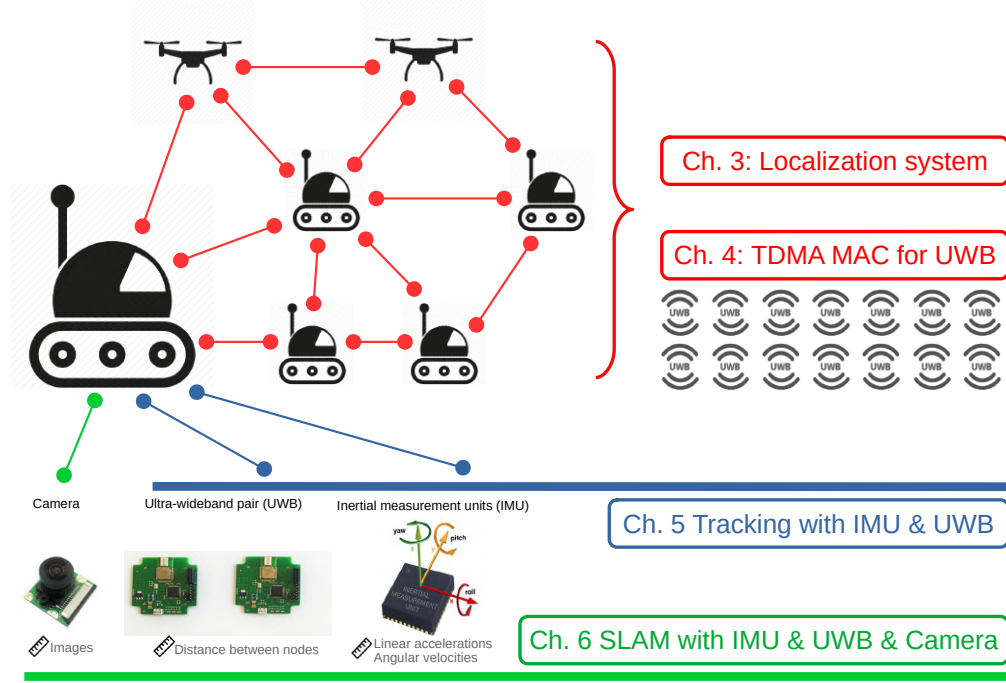 Ch. 3: Localization system
Ch. 4: TDMA MAC for UWB
UWB UWB UWB UWB UWB UWB UWB
UWB UWB UWB UWB UWB UWB UWB
Camera
Ultra-wideband pair (UWB)
Inertial measurement units (IMU)
Ch. 5 Tracking with IMU & UWB
yaw
pitch
roll
INERTIAL
MEASUREMENT
UNIT
Images
Distance between nodes
Linear accelerations
Angular velocities
Ch. 6 SLAM with IMU & UWB & Camera